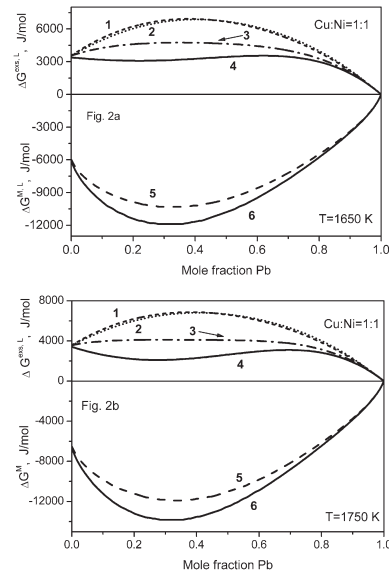 ΔG^exs, L, J/mol
6000
3000
0
-3000
-6000
-9000
-12000
ΔG^M, L, J/mol
1
2
3
4
5
6
Cu:Ni=1:1
Fig. 2a
T=1650 K
0.0 0.2 0.4 0.6 0.8 1.0
Mole fraction Pb
Δ G^exs, L, J/mol
8000
4000
0
-4000
-8000
-12000
ΔG^M, J/mol
1
2
3
4
5
6
Cu:Ni=1:1
Fig. 2b
T=1750 K
0.0 0.2 0.4 0.6 0.8 1.0
Mole fraction Pb